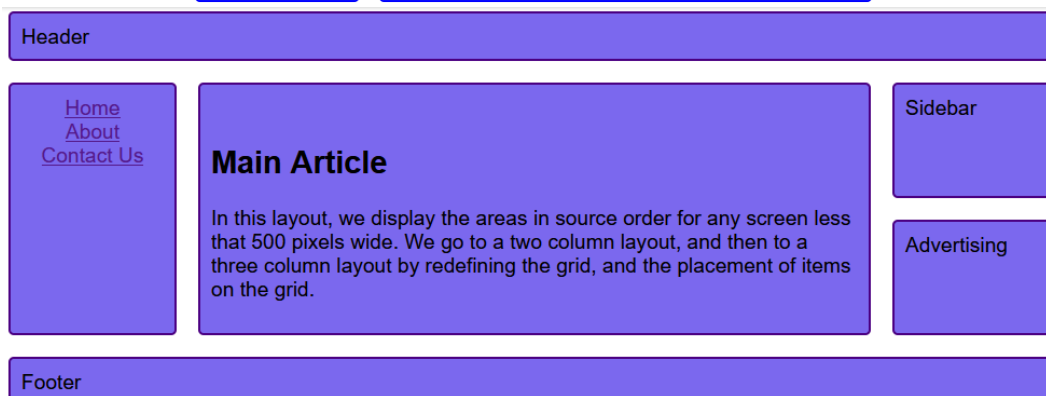 Header
Home
About
Contact Us
Main Article
In this layout, we display the areas in source order for any screen less
that 500 pixels wide. We go to a two column layout, and then to a
three column layout by redefining the grid, and the placement of items
on the grid.
Sidebar
Advertising
Footer